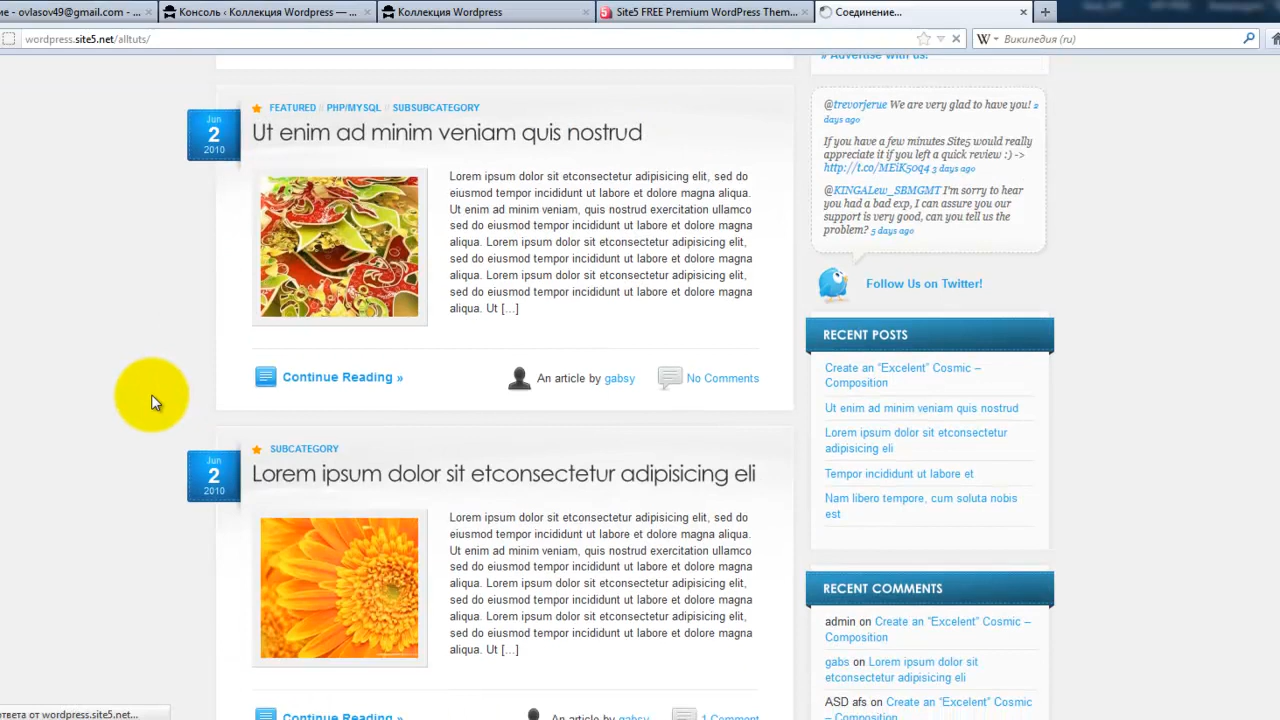 е - ovlasov49@gmail.com - ...
Консоль ‹ Коллекция Wordpress — ...
Коллекция Wordpress
Site5 FREE Premium WordPress Them...
Соединение...
wordpress.site5.net/alltuts/
W
Википедия (ru)
» Advertise with us!
FEATURED // PHP/MYSQL // SUBSUBCATEGORY
Jun
2
2010
Ut enim ad minim veniam quis nostrud
Lorem ipsum dolor sit etconsectetur adipisicing elit, sed do
eiusmod tempor incididunt ut labore et dolore magna aliqua.
Ut enim ad minim veniam, quis nostrud exercitation ullamco
sed do eiusmod tempor incididunt ut labore et dolore magna
aliqua. Lorem ipsum dolor sit etconsectetur adipisicing elit,
sed do eiusmod tempor incididunt ut labore et dolore magna
aliqua. Lorem ipsum dolor sit etconsectetur adipisicing elit,
sed do eiusmod tempor incididunt ut labore et dolore magna
aliqua. Ut [...]
Continue Reading »
An article by gabsy
No Comments
SUBCATEGORY
Jun
2
2010
Lorem ipsum dolor sit etconsectetur adipisicing eli
Lorem ipsum dolor sit etconsectetur adipisicing elit, sed do
eiusmod tempor incididunt ut labore et dolore magna aliqua.
Ut enim ad minim veniam, quis nostrud exercitation ullamco
sed do eiusmod tempor incididunt ut labore et dolore magna
aliqua. Lorem ipsum dolor sit etconsectetur adipisicing elit,
sed do eiusmod tempor incididunt ut labore et dolore magna
aliqua. Lorem ipsum dolor sit etconsectetur adipisicing elit,
sed do eiusmod tempor incididunt ut labore et dolore magna
aliqua. Ut [...]
Continue Reading »
An article by gabsy
1 Comment
@trevorjerue We are very glad to have you! 2
days ago
If you have a few minutes Site5 would really
appreciate it if you left a quick review :) ->
http://t.co/MEiK50q4 3 days ago
@KINGALew_SBMGMT I'm sorry to hear
you had a bad exp, I can assure you our
support is very good, can you tell us the
problem? 5 days ago
Follow Us on Twitter!
RECENT POSTS
Create an “Excelent” Cosmic –
Composition
Ut enim ad minim veniam quis nostrud
Lorem ipsum dolor sit etconsectetur
adipisicing eli
Tempor incididunt ut labore et
Nam libero tempore, cum soluta nobis
est
RECENT COMMENTS
admin on Create an “Excelent” Cosmic –
Composition
gabs on Lorem ipsum dolor sit
etconsectetur adipisicing eli
ASD afs on Create an “Excelent” Cosmic
– Composition
ответа от wordpress.site5.net...